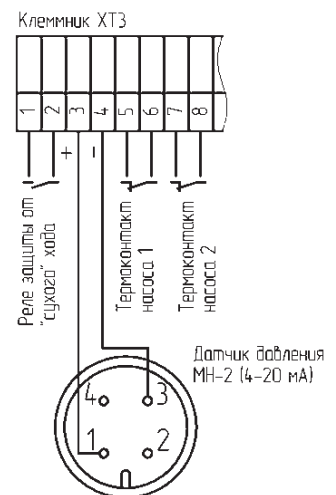 Клеммник ХТ3
1 2 3 4 5 6 7 8
+ −
Реле защиты от
"сухого" хода
Термоконтакт
насоса 1
Термоконтакт
насоса 2
Датчик давления
МН-2 (4-20 мА)
4 3
1 2